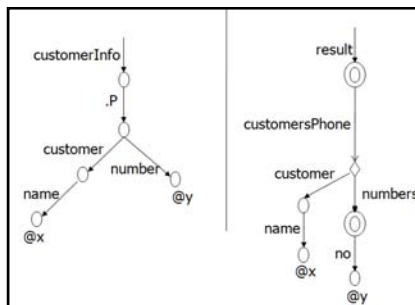 customerInfo
.P
customer
number
name
@y
@x
result
customersPhone
customer
numbers
name
no
@x
@y